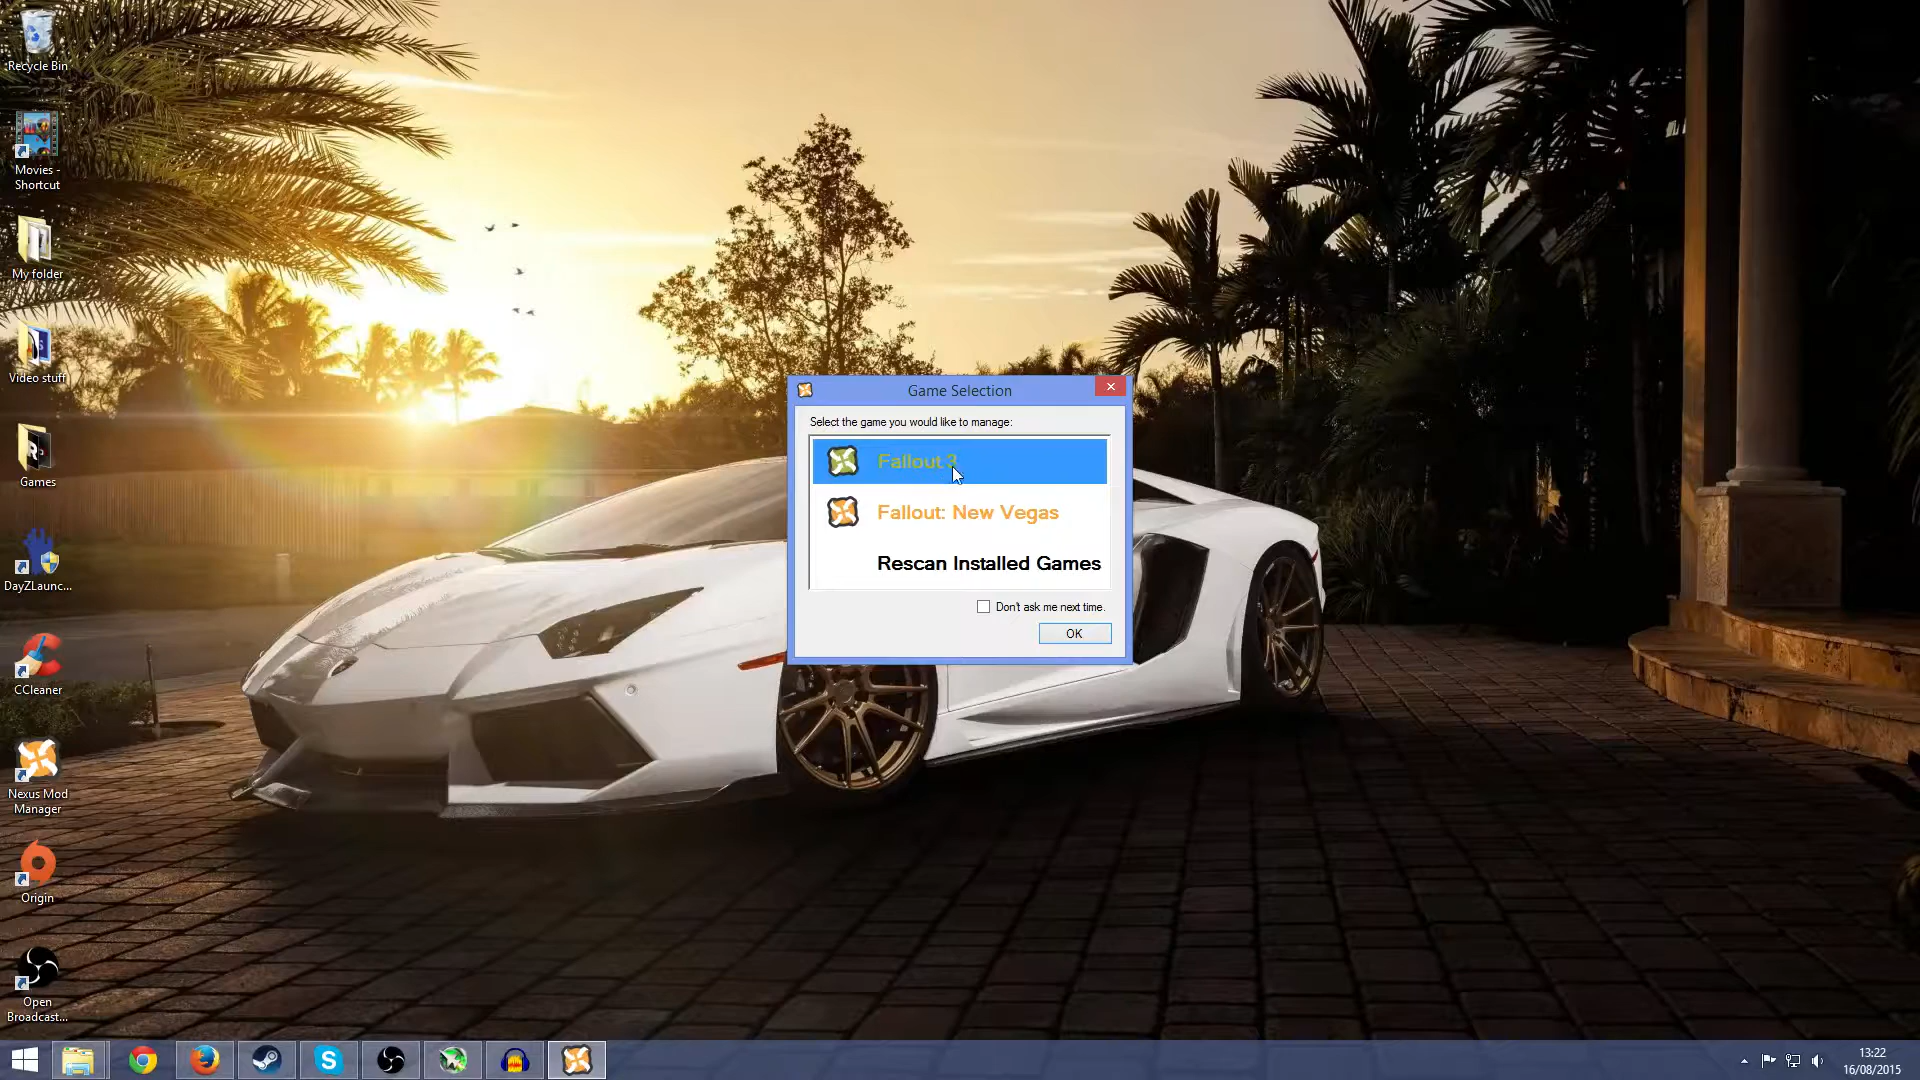 Recycle Bin
Movies -
Shortcut
My folder
Video stuff
Games
DayZLaunc...
CCleaner
Nexus Mod
Manager
Origin
Open
Broadcast...
Game Selection
Select the game you would like to manage:
Fallout 3
Fallout: New Vegas
Rescan Installed Games
Don't ask me next time.
OK
13:22
16/08/2015